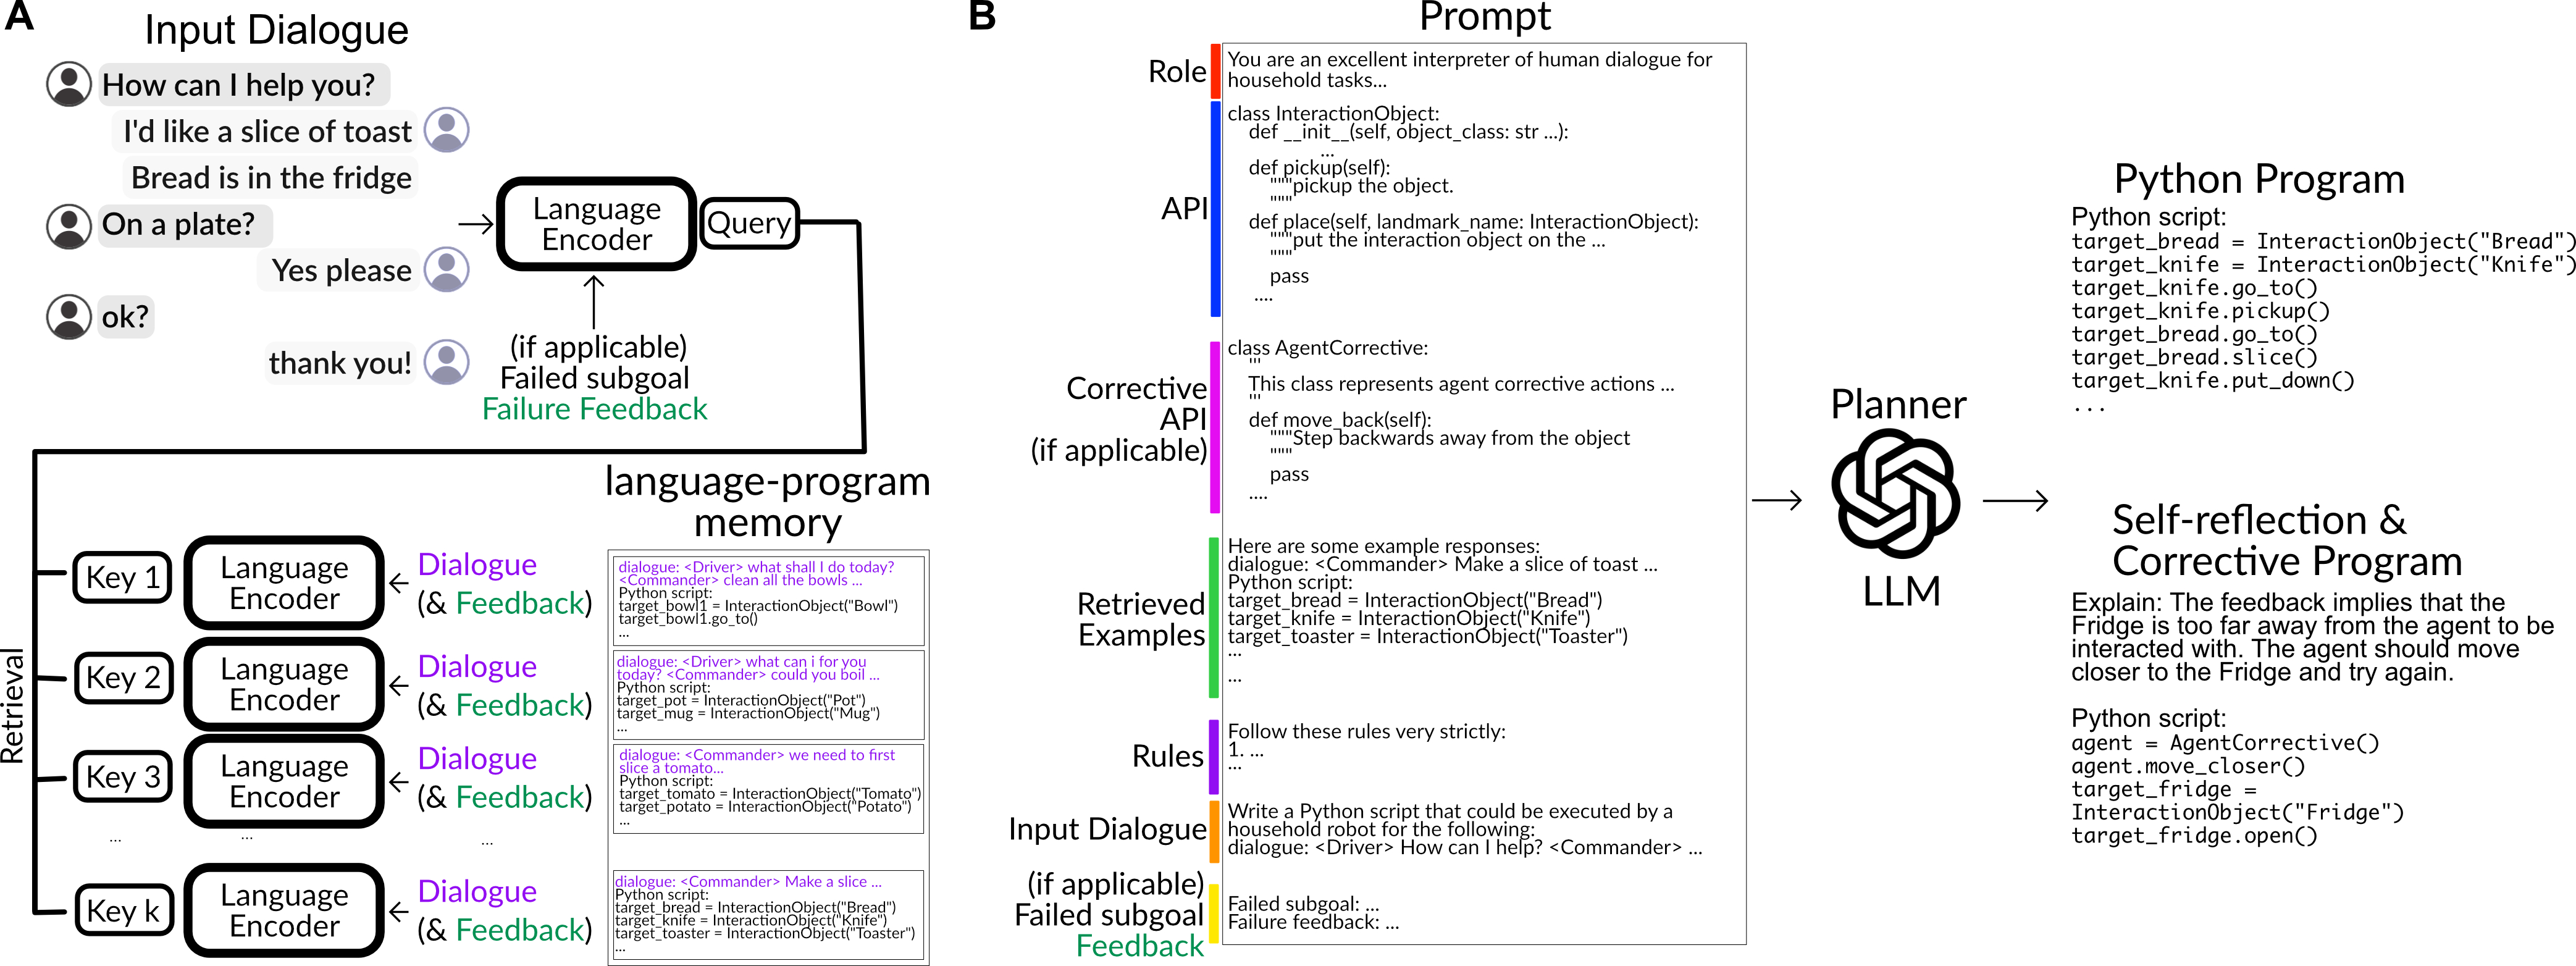 A
Input Dialogue
How can I help you?
I'd like a slice of toast
Bread is in the fridge
On a plate?
Yes please
ok?
thank you!
Language
Encoder
Query
(if applicable)
Failed subgoal
Failure Feedback
Retrieval
language-program
memory
Key 1
Language
Encoder
Dialogue
(& Feedback)
dialogue: <Driver> what shall I do today?
<Commander> clean all the bowls ...
Python script:
target_bowl1 = InteractionObject("Bowl")
target_bowl1.go_to()
...
Key 2
Language
Encoder
Dialogue
(& Feedback)
dialogue: <Driver> what can i for you
today? <Commander> could you boil ...
Python script:
target_pot = InteractionObject("Pot")
target_mug = InteractionObject("Mug")
...
Key 3
Language
Encoder
Dialogue
(& Feedback)
dialogue: <Commander> we need to first
slice a tomato...
Python script:
target_tomato = InteractionObject("Tomato")
target_potato = InteractionObject("Potato")
...
...
...
...
Key k
Language
Encoder
Dialogue
(& Feedback)
dialogue: <Commander> Make a slice ...
Python script:
target_bread = InteractionObject("Bread")
target_knife = InteractionObject("Knife")
target_toaster = InteractionObject("Toaster")
...
B
Prompt
Role
You are an excellent interpreter of human dialogue for
household tasks...
API
class InteractionObject:
def __init__(self, object_class: str ...):
...
def pickup(self):
"""pickup the object.
"""
def place(self, landmark_name: InteractionObject):
"""put the interaction object on the ...
"""
pass
....
Corrective
API
(if applicable)
class AgentCorrective:
'''
This class represents agent corrective actions ...
'''
def move_back(self):
"""Step backwards away from the object
"""
pass
....
Retrieved
Examples
Here are some example responses:
dialogue: <Commander> Make a slice of toast ...
Python script:
target_bread = InteractionObject("Bread")
target_knife = InteractionObject("Knife")
target_toaster = InteractionObject("Toaster")
...
...
Rules
Follow these rules very strictly:
1. ...
...
Input Dialogue
Write a Python script that could be executed by a
household robot for the following:
dialogue: <Driver> How can I help? <Commander> ...
(if applicable)
Failed subgoal
Feedback
Failed subgoal: ...
Failure feedback: ...
Planner
LLM
Python Program
Python script:
target_bread = InteractionObject("Bread")
target_knife = InteractionObject("Knife")
target_knife.go_to()
target_knife.pickup()
target_bread.go_to()
target_bread.slice()
target_knife.put_down()
...
Self-reflection &
Corrective Program
Explain: The feedback implies that the
Fridge is too far away from the agent to be
interacted with. The agent should move
closer to the Fridge and try again.
Python script:
agent = AgentCorrective()
agent.move_closer()
target_fridge =
InteractionObject("Fridge")
target_fridge.open()